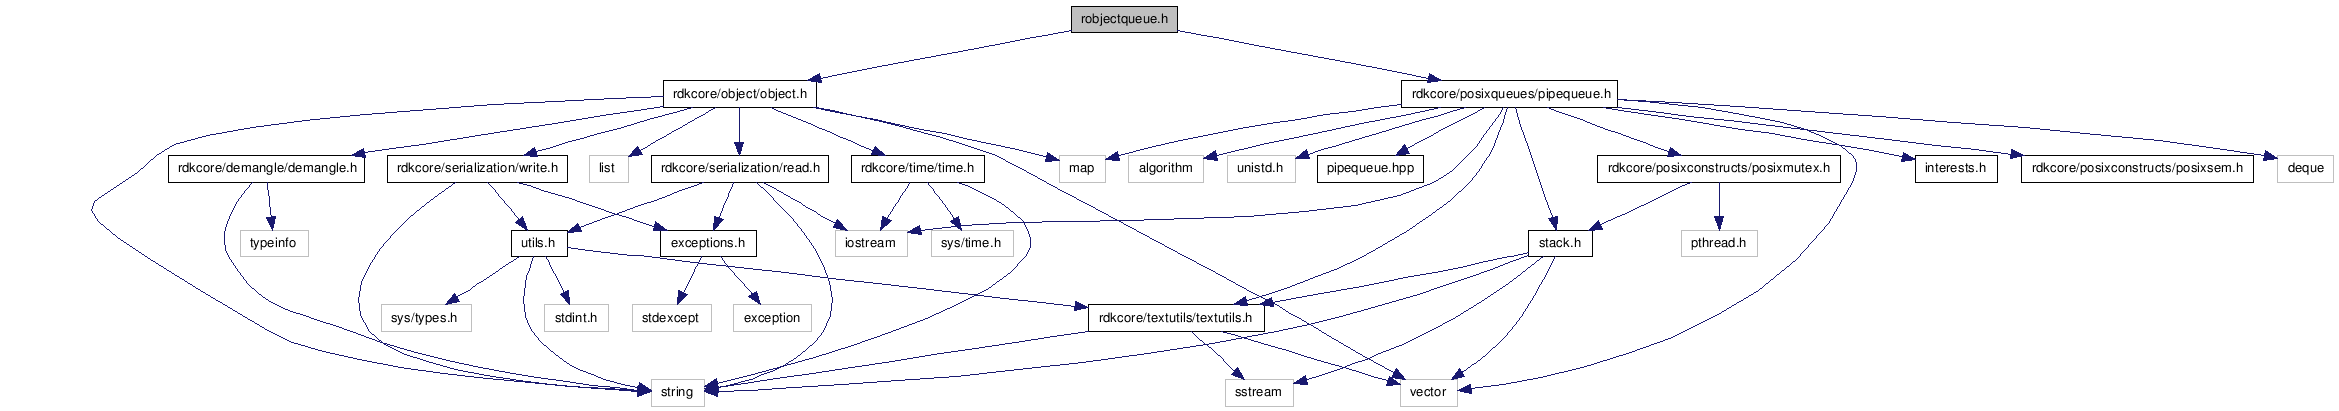 robjectqueue.h
rdkcore/object/object.h
rdkcore/posixqueues/pipequeue.h
rdkcore/demangle/demangle.h
rdkcore/serialization/write.h
list
rdkcore/serialization/read.h
rdkcore/time/time.h
map
algorithm
unistd.h
pipequeue.hpp
rdkcore/posixconstructs/posixmutex.h
interests.h
rdkcore/posixconstructs/posixsem.h
deque
typeinfo
utils.h
exceptions.h
iostream
sys/time.h
stack.h
pthread.h
sys/types.h
stdint.h
stdexcept
exception
rdkcore/textutils/textutils.h
string
sstream
vector